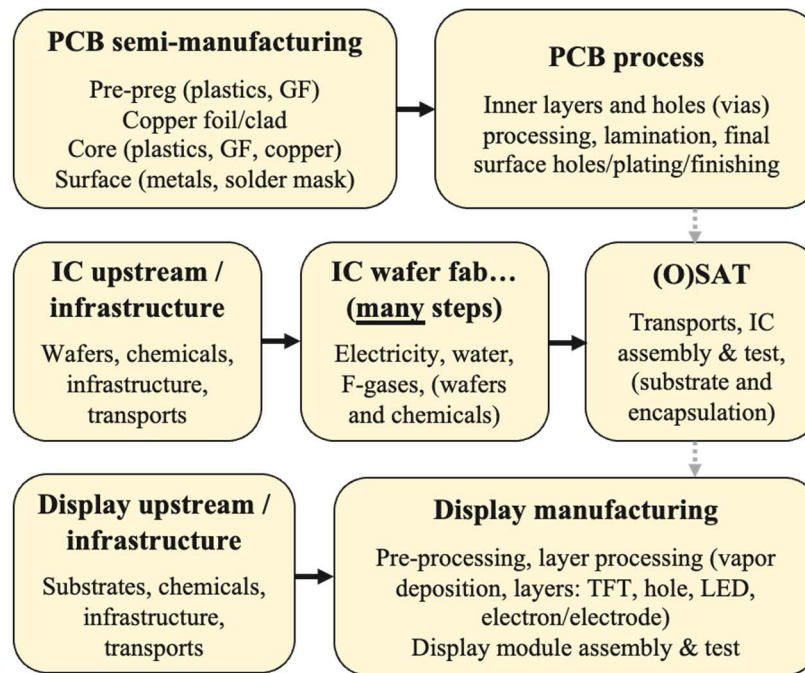 PCB semi-manufacturing
Pre-preg (plastics, GF)
Copper foil/clad
Core (plastics, GF, copper)
Surface (metals, solder mask)
PCB process
Inner layers and holes (vias)
processing, lamination, final
surface holes/plating/finishing
IC upstream /
infrastructure
Wafers, chemicals,
infrastructure,
transports
IC wafer fab…
(many steps)
Electricity, water,
F-gases, (wafers
and chemicals)
(O)SAT
Transports, IC
assembly & test,
(substrate and
encapsulation)
Display upstream /
infrastructure
Substrates, chemicals,
infrastructure,
transports
Display manufacturing
Pre-processing, layer processing (vapor
deposition, layers: TFT, hole, LED,
electron/electrode)
Display module assembly & test